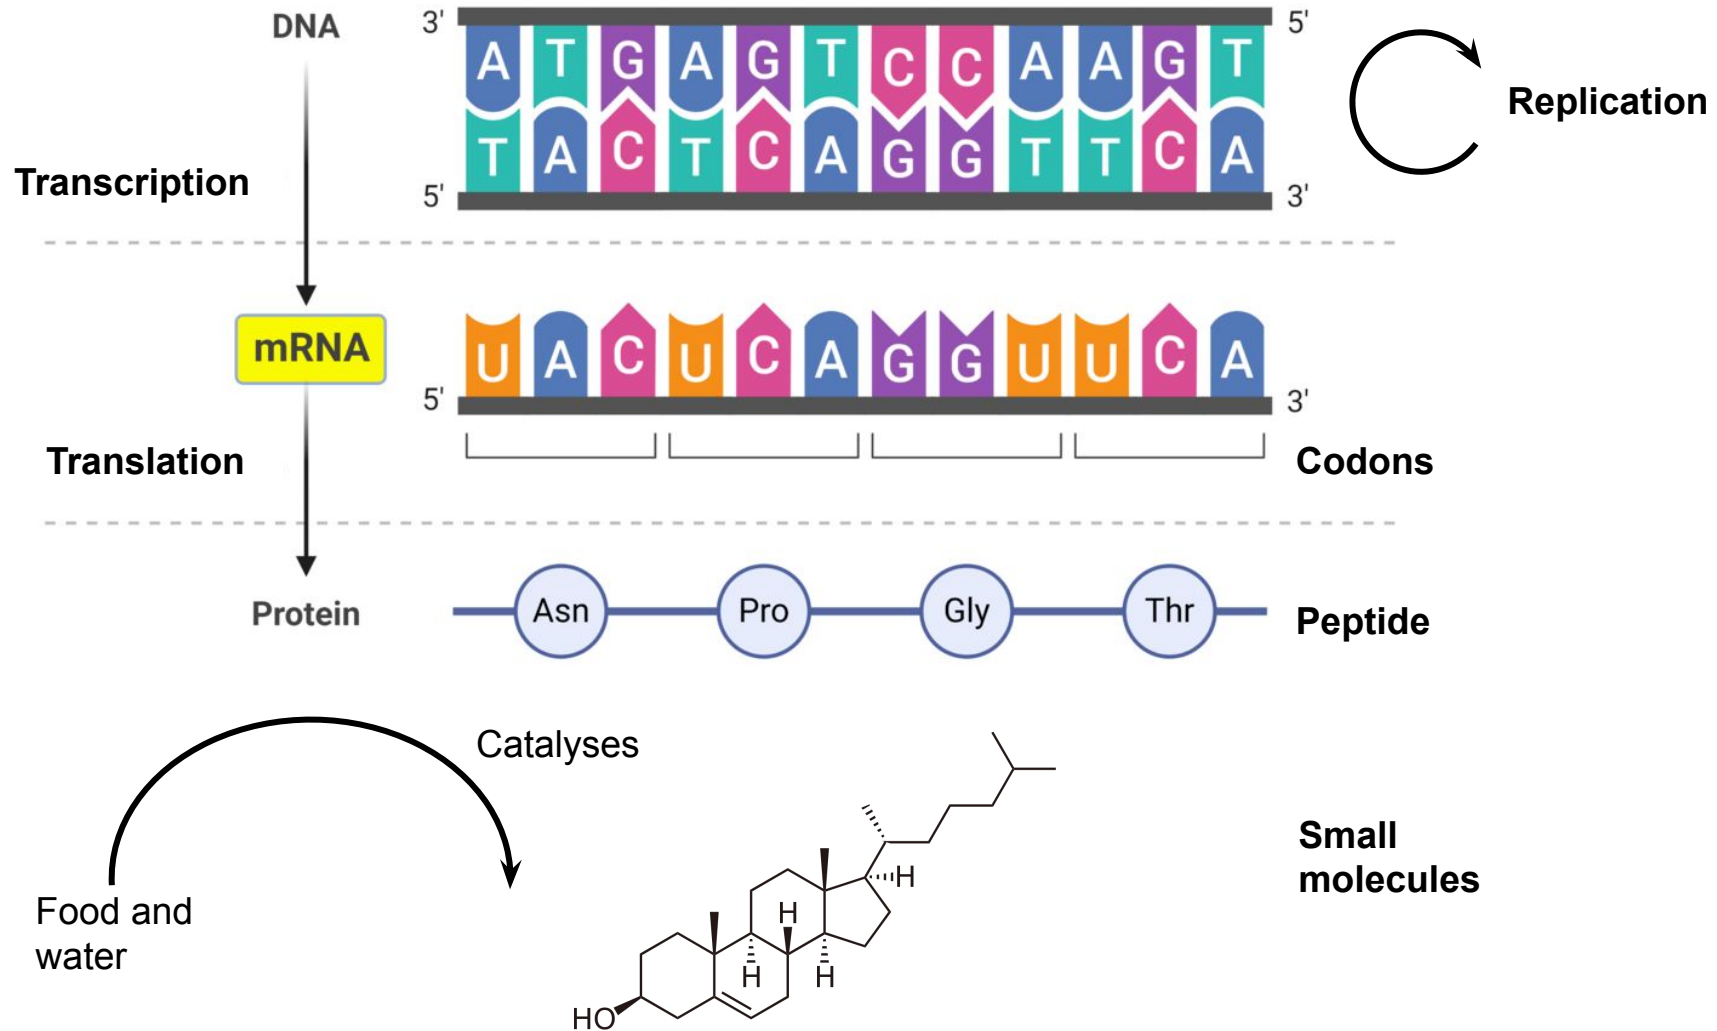 DNA
3'
A T G A G T C C A A G T
5'
T A C T C A G G T T C A
5'
3'
Replication
Transcription
mRNA
U A C U C A G G U U C A
5'
3'
Translation
Codons
Protein
Asn Pro Gly Thr
Peptide
Catalyses
Food and
water
H
H
H
H
HO
Small
molecules